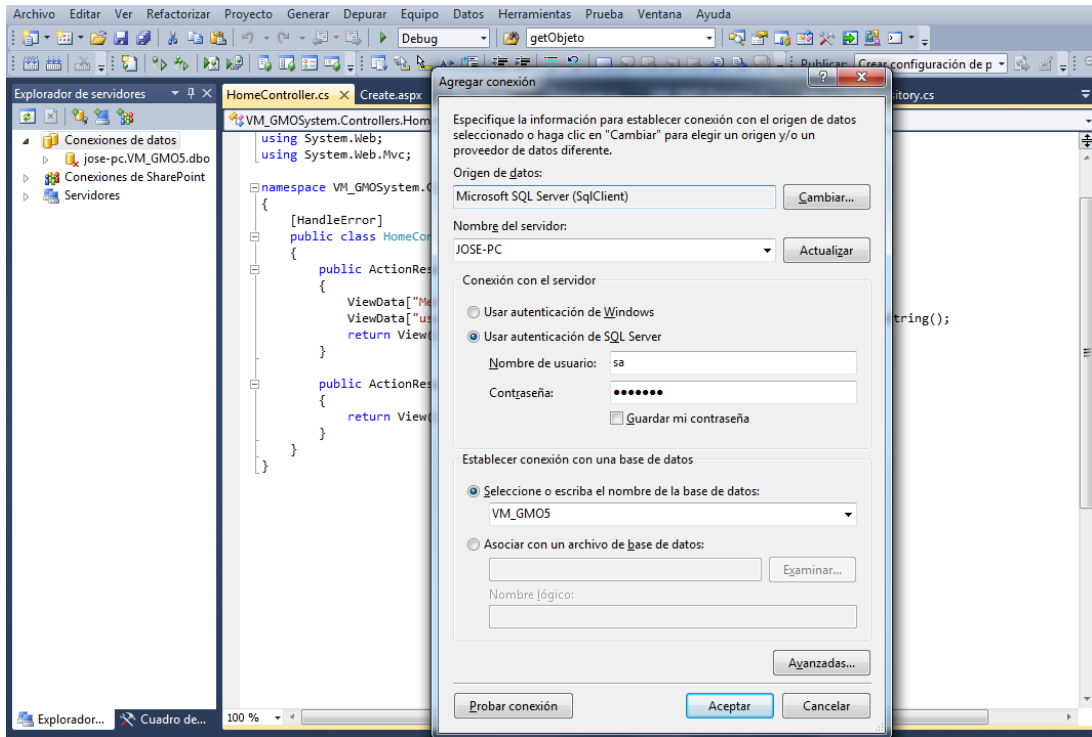 Archivo Editar Ver Refactorizar Proyecto Generar Depurar Equipo Datos Herramientas Prueba Ventana Ayuda
Debug getObjeto
Publicar: Crear configuración de p
Explorador de servidores
Conexiones de datos
jose-pc.VM_GMO5.dbo
Conexiones de SharePoint
Servidores
Explorador... Cuadro de...
HomeController.cs Create.aspx sitory.cs
VM_GMOSystem.Controllers.Hom
using System.Web;
using System.Web.Mvc;
namespace VM_GMOSystem.C
{
[HandleError]
public class HomeCon
{
public ActionRes
{
ViewData["Me
ViewData["us tring();
return View(
}
public ActionRes
{
return View(
}
}
}
100 %
Agregar conexión
Especifique la información para establecer conexión con el origen de datos
seleccionado o haga clic en "Cambiar" para elegir un origen y/o un
proveedor de datos diferente.
Origen de datos:
Microsoft SQL Server (SqlClient) Cambiar...
Nombre del servidor:
JOSE-PC Actualizar
Conexión con el servidor
Usar autenticación de Windows
Usar autenticación de SQL Server
Nombre de usuario: sa
Contraseña: •••••••
Guardar mi contraseña
Establecer conexión con una base de datos
Seleccione o escriba el nombre de la base de datos:
VM_GMO5
Asociar con un archivo de base de datos:
Examinar...
Nombre lógico:
Avanzadas...
Probar conexión Aceptar Cancelar